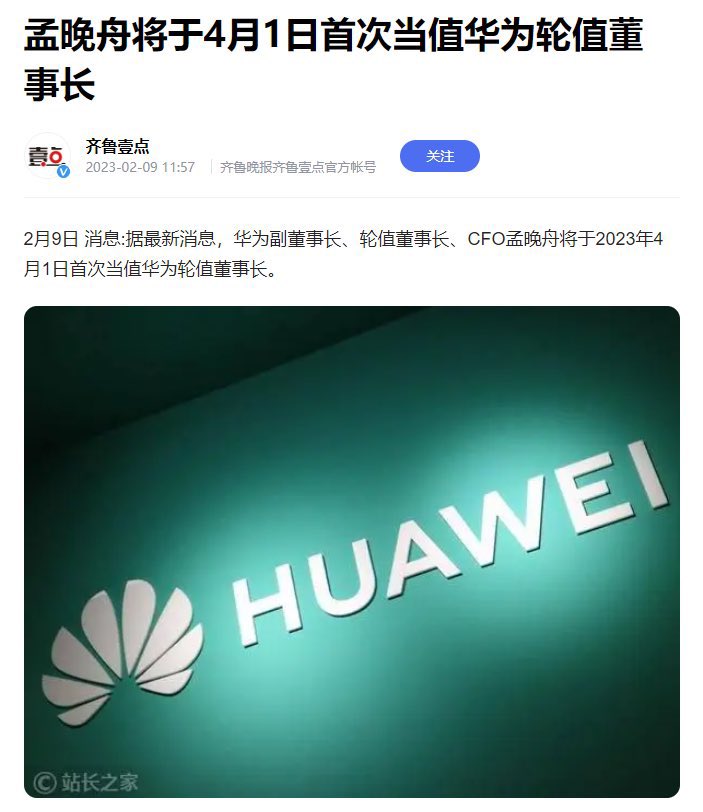 孟晚舟将于4月1日首次当值华为轮值董
事长
壹点
齐鲁壹点
2023-02-09 11:57
齐鲁晚报齐鲁壹点官方帐号
关注
2月9日 消息:据最新消息，华为副董事长、轮值董事长、CFO孟晚舟将于2023年4
月1日首次当值华为轮值董事长。
HUAWEI
©站长之家